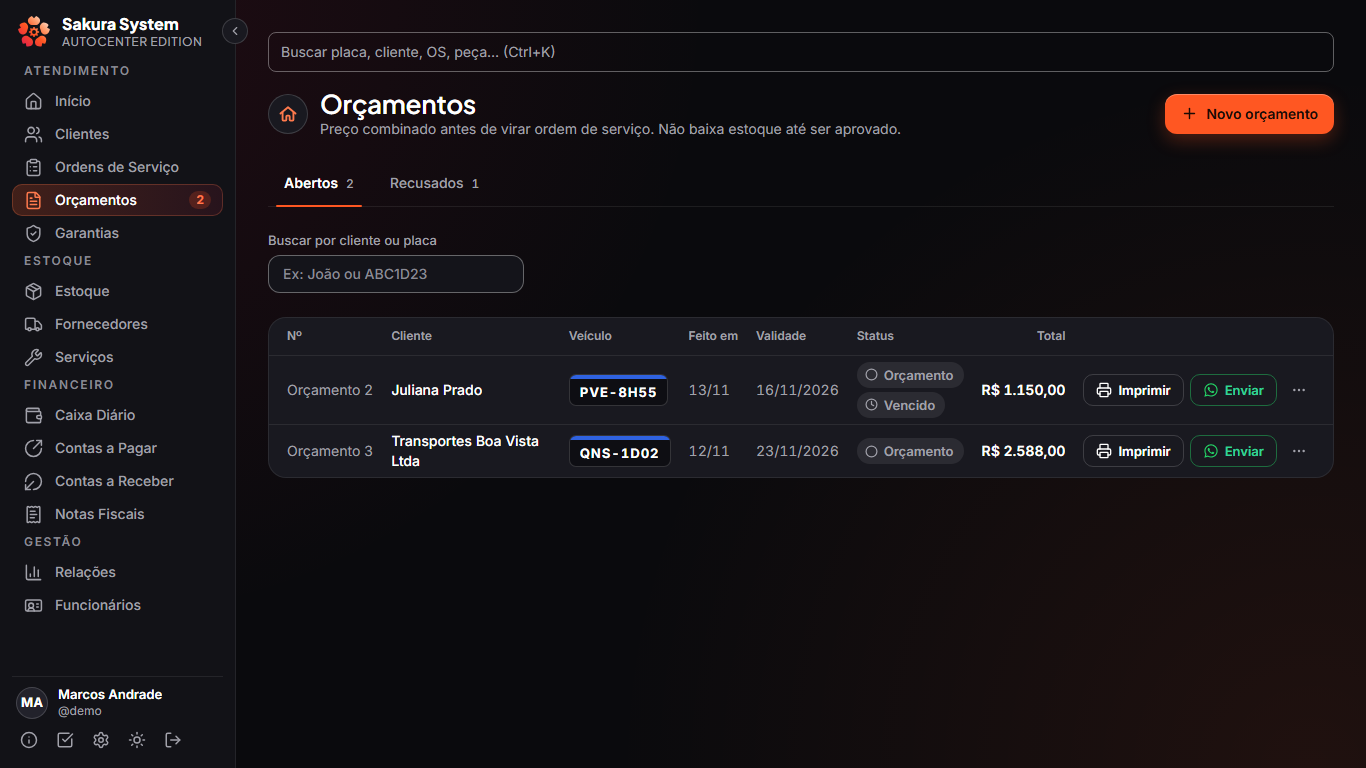 Sakura System
AUTOCENTER EDITION
ATENDIMENTO
Início
Clientes
Ordens de Serviço
Orçamentos 2
Garantias
ESTOQUE
Estoque
Fornecedores
Serviços
FINANCEIRO
Caixa Diário
Contas a Pagar
Contas a Receber
Notas Fiscais
GESTÃO
Relações
Funcionários
MA
Marcos Andrade
@demo
Buscar placa, cliente, OS, peça... (Ctrl+K)
Orçamentos
Preço combinado antes de virar ordem de serviço. Não baixa estoque até ser aprovado.
+ Novo orçamento
Abertos 2 Recusados 1
Buscar por cliente ou placa
Ex: João ou ABC1D23
Nº Cliente Veículo Feito em Validade Status Total
Orçamento 2 Juliana Prado PVE-8H55 13/11 16/11/2026 Orçamento R$ 1.150,00 Imprimir Enviar ...
Vencido
Orçamento 3 Transportes Boa Vista QNS-1D02 12/11 23/11/2026 Orçamento R$ 2.588,00 Imprimir Enviar ...
Ltda